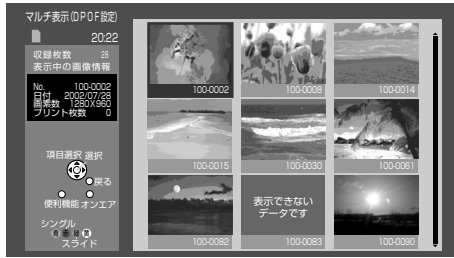 マルチ表示(DPOF設定)
20:22
収録枚数 28
表示中の画像情報
No. 100-0002
日付 2002/07/28
画素数 1280X960
プリント枚数 0
項目選択 選択
戻る
便利機能 オンエア
シングル
青 赤 緑 黄
スライド
100-0002
100-0008
100-0014
100-0015
100-0030
100-0061
100-0082
表示できない
データです
100-0083
100-0090